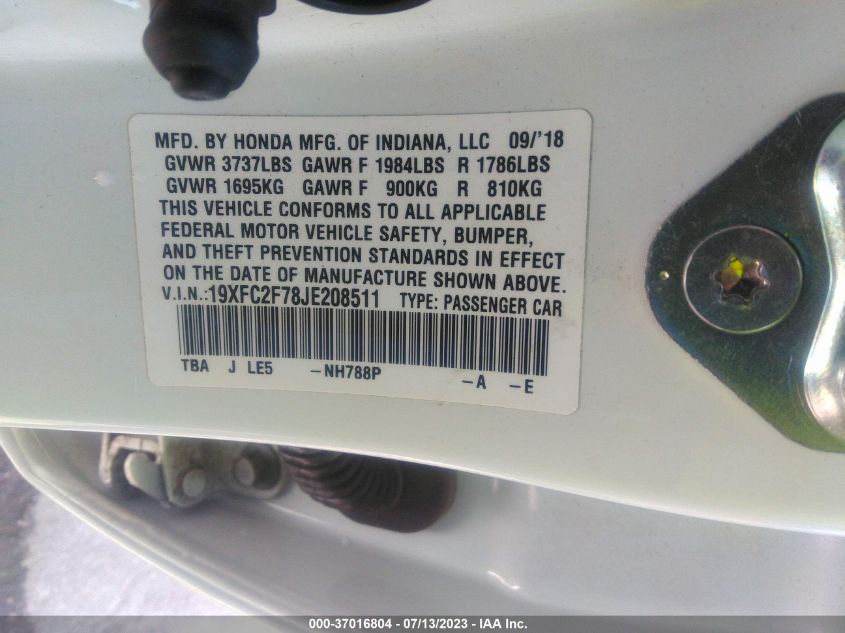 MFD. BY HONDA MFG. OF INDIANA, LLC 09/'18
GVWR 3737LBS GAWR F 1984LBS R 1786LBS
GVWR 1695KG GAWR F 900KG R 810KG
THIS VEHICLE CONFORMS TO ALL APPLICABLE
FEDERAL MOTOR VEHICLE SAFETY, BUMPER,
AND THEFT PREVENTION STANDARDS IN EFFECT
ON THE DATE OF MANUFACTURE SHOWN ABOVE.
V.I.N.:19XFC2F78JE208511 TYPE: PASSENGER CAR
TBA J LE5 -NH788P -A -E
000-37016804 - 07/13/2023 - IAA Inc.